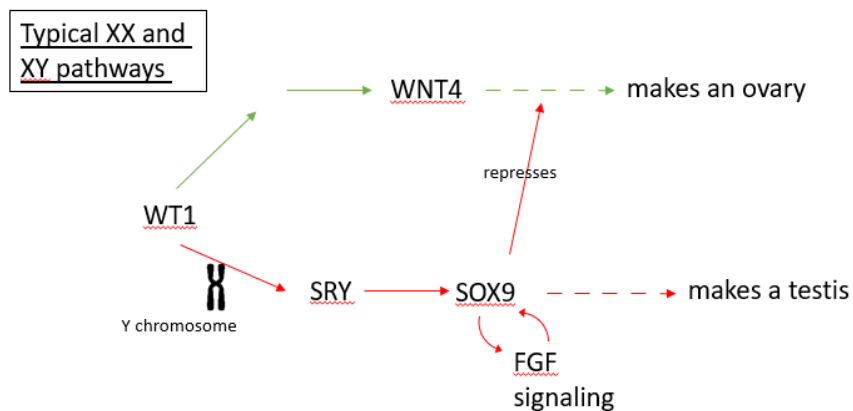 Typical XX and
XY pathways
WNT4
makes an ovary
represses
WT1
SRY
SOX9
makes a testis
Y chromosome
FGF
signaling